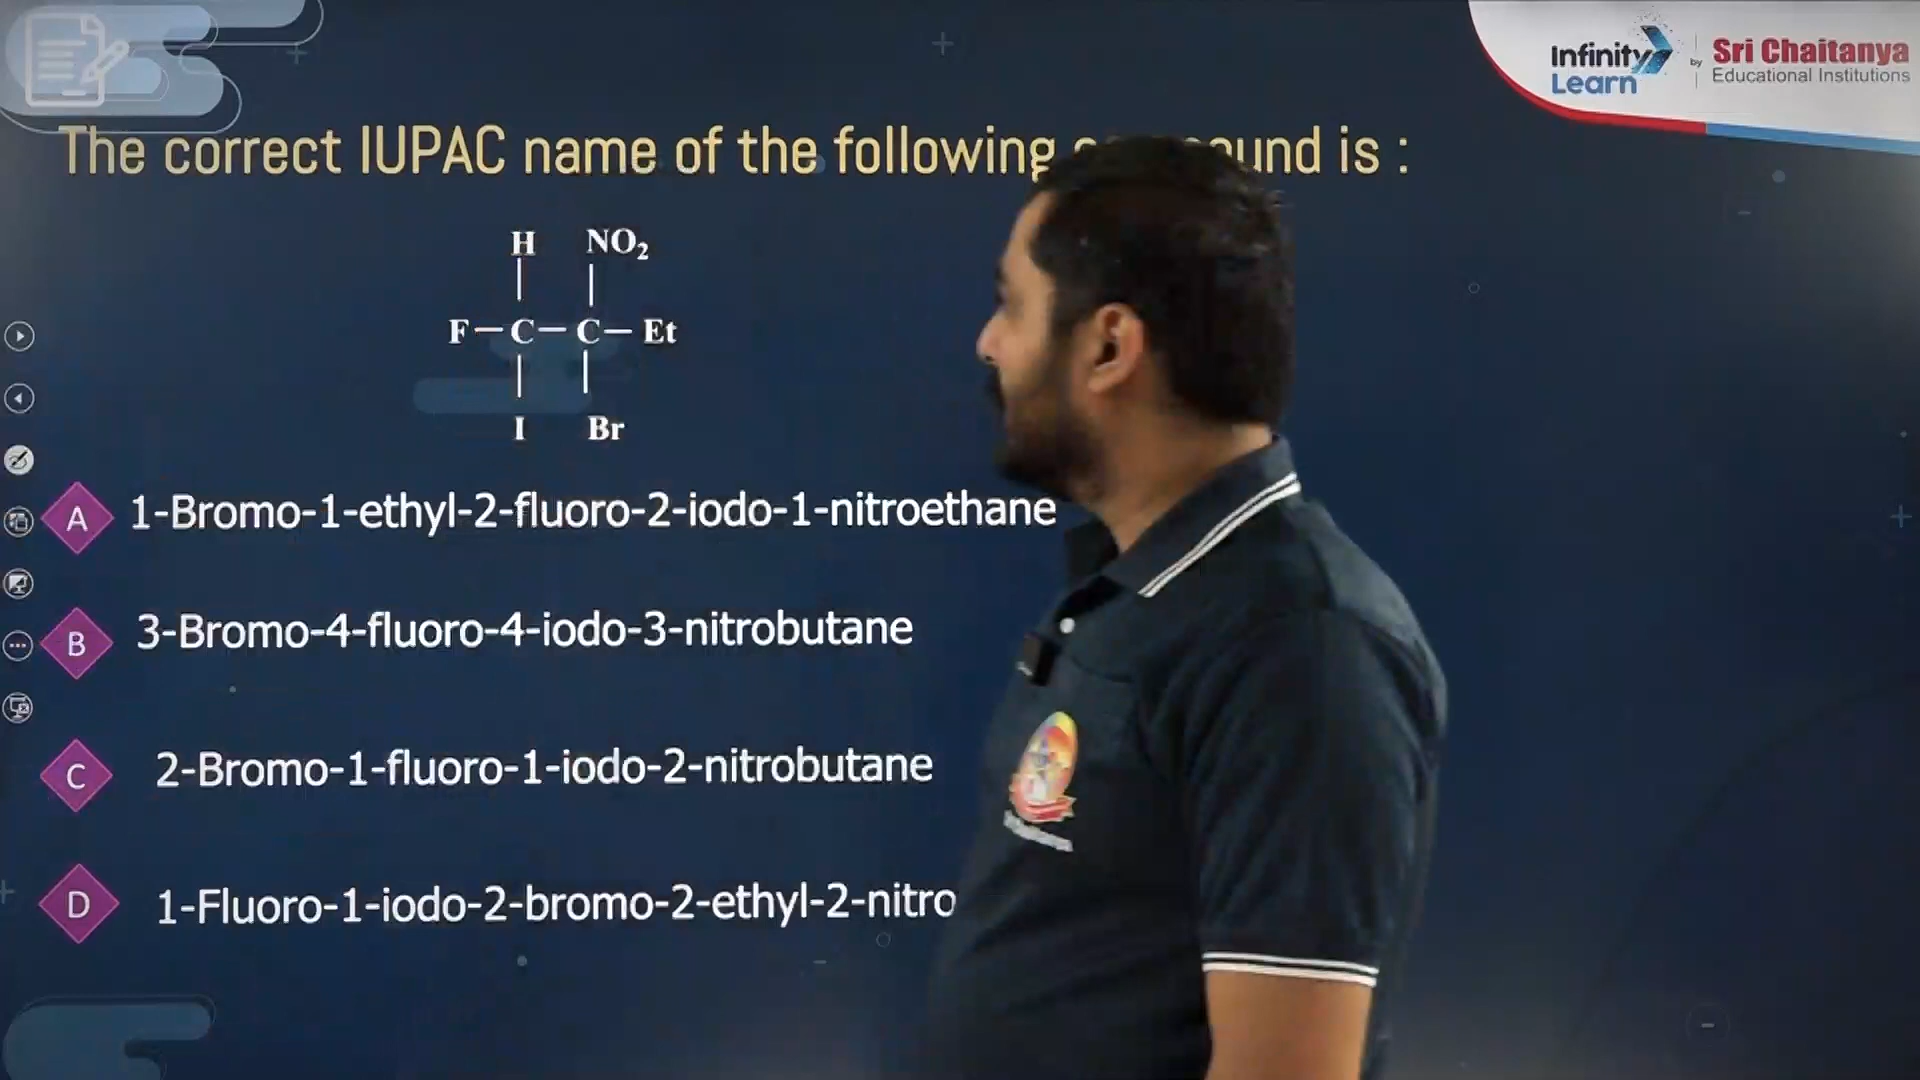 Infinity Learn by Sri Chaitanya Educational Institutions
The correct IUPAC name of the following is :
H NO₂
F — C — C — Et
I Br
A 1-Bromo-1-ethyl-2-fluoro-2-iodo-1-nitroethane
B 3-Bromo-4-fluoro-4-iodo-3-nitrobutane
C 2-Bromo-1-fluoro-1-iodo-2-nitrobutane
D 1-Fluoro-1-iodo-2-bromo-2-ethyl-2-nitro